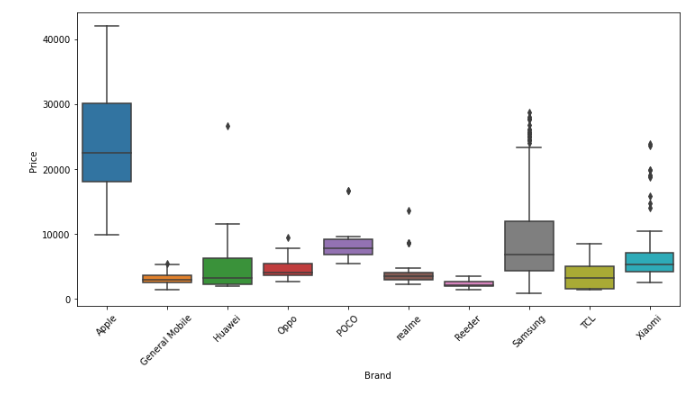 40000
30000
20000
10000
0
Price
Apple
General Mobile
Huawei
Oppo
POCO
realme
Reeder
Samsung
TCL
Xiaomi
Brand